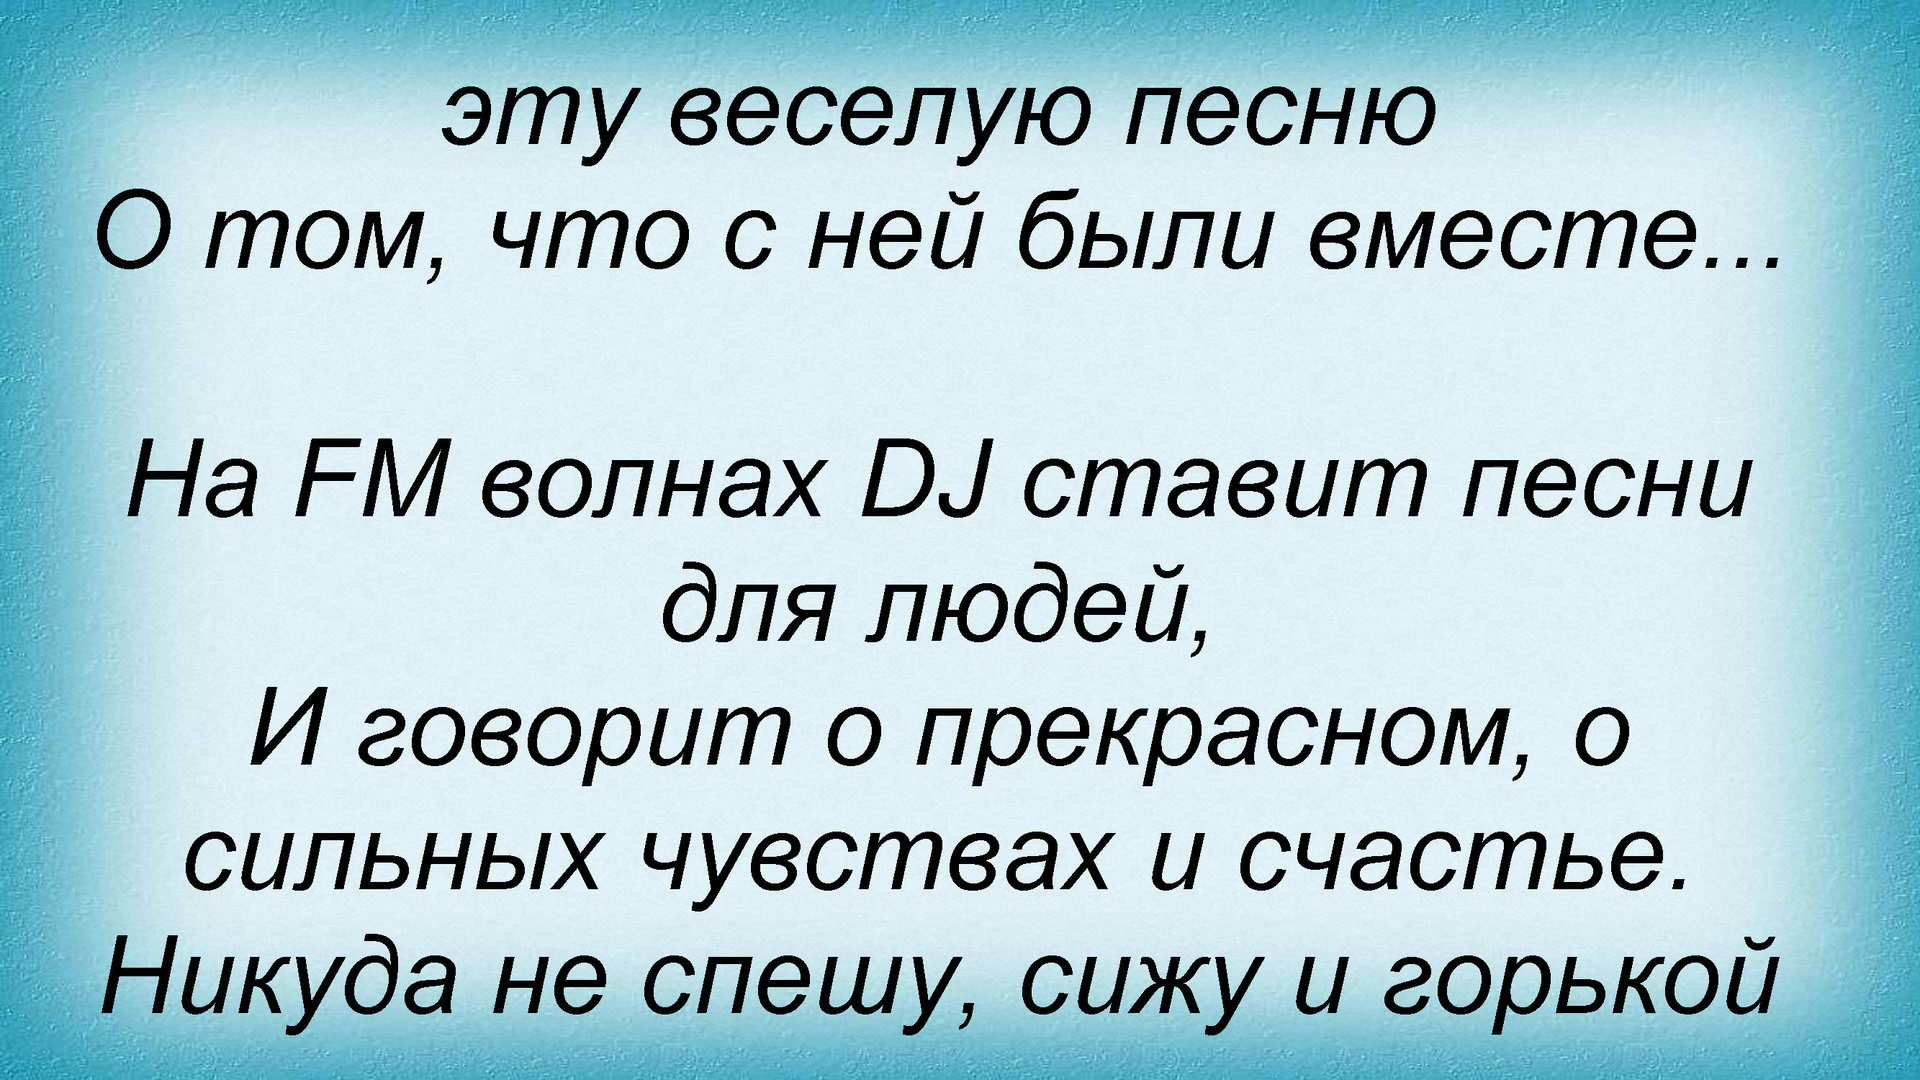 эту веселую песню
О том, что с ней были вместе...
На FM волнах DJ ставит песни
для людей,
И говорит о прекрасном, о
сильных чувствах и счастье.
Никуда не спешу, сижу и горькой